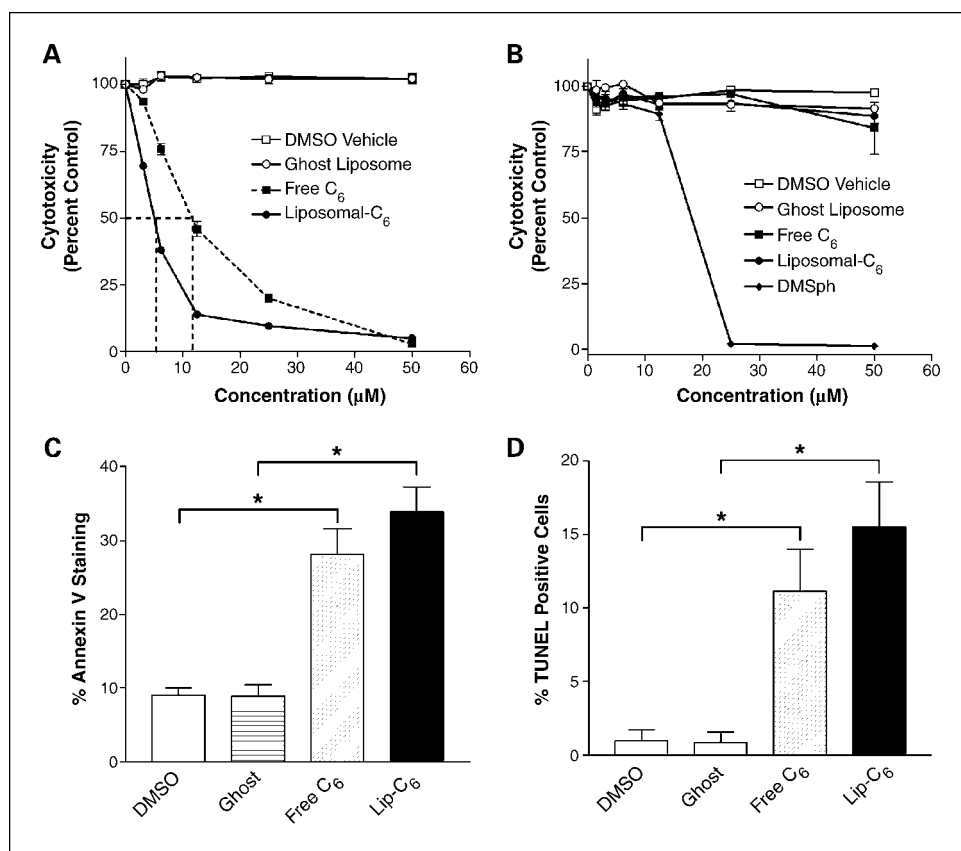 A
Cytotoxicity
(Percent Control)
100
75
50
25
0
0 10 20 30 40 50 60
Concentration (μM)
DMSO Vehicle
Ghost Liposome
Free C6
Liposomal-C6
B
Cytotoxicity
(Percent Control)
100
75
50
25
0
0 10 20 30 40 50 60
Concentration (μM)
DMSO Vehicle
Ghost Liposome
Free C6
Liposomal-C6
DMSph
C
% Annexin V Staining
40
30
20
10
0
*
*
DMSO
Ghost
Free C6
Lip-C6
D
% TUNEL Positive Cells
20
15
10
5
0
*
*
DMSO
Ghost
Free C6
Lip-C6